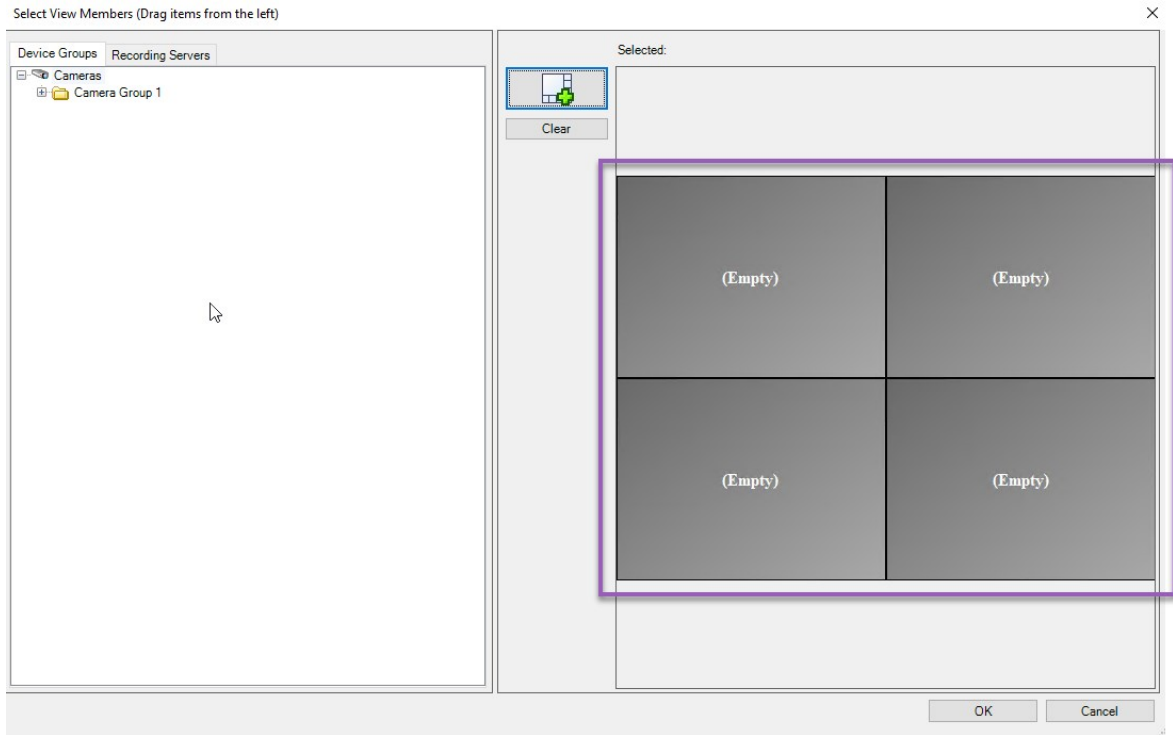 Select View Members (Drag items from the left)
Device Groups
Recording Servers
Cameras
Camera Group 1
Clear
Selected:
(Empty)
(Empty)
(Empty)
(Empty)
OK
Cancel